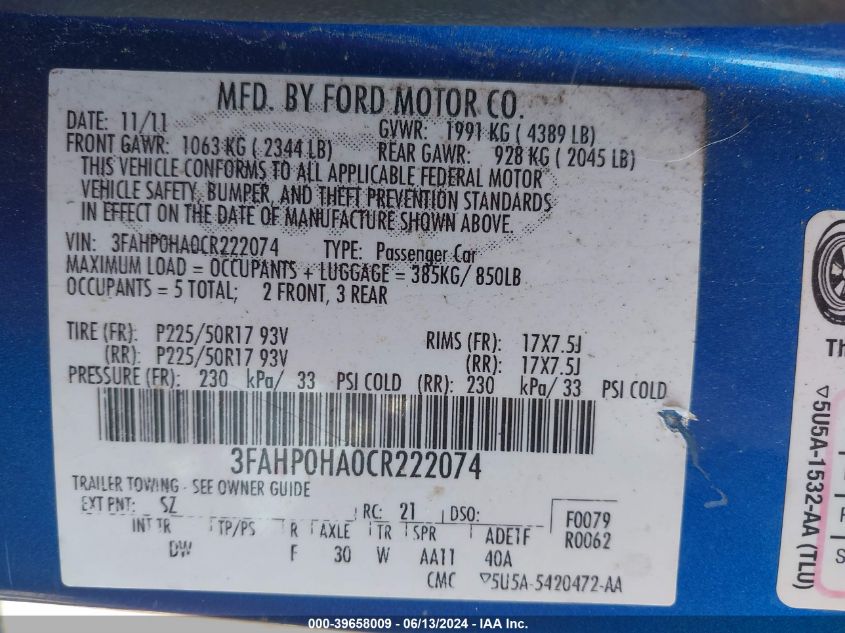 MFD. BY FORD MOTOR CO.
DATE: 11/11 GVWR: 1991 KG ( 4389 LB)
FRONT GAWR: 1063 KG ( 2344 LB) REAR GAWR: 928 KG ( 2045 LB)
THIS VEHICLE CONFORMS TO ALL APPLICABLE FEDERAL MOTOR
VEHICLE SAFETY, BUMPER, AND THEFT PREVENTION STANDARDS
IN EFFECT ON THE DATE OF MANUFACTURE SHOWN ABOVE.
VIN: 3FAHP0HA0CR222074 TYPE: Passenger Car
MAXIMUM LOAD = OCCUPANTS + LUGGAGE = 385KG/ 850LB
OCCUPANTS = 5 TOTAL; 2 FRONT, 3 REAR
TIRE (FR): P225/50R17 93V RIMS (FR): 17X7.5J
(RR): P225/50R17 93V (RR): 17X7.5J
PRESSURE (FR): 230 kPa/ 33 PSI COLD (RR): 230 kPa/ 33 PSI COLD
3FAHP0HA0CR222074
TRAILER TOWING - SEE OWNER GUIDE
EXT PNT: SZ RC: 21 DSO: F0079
INT TR TP/PS R AXLE TR SPR ADE1F R0062
DW F 30 W AA11 40A
CMC ▽5U5A-5420472-AA
Th
▽5U5A-1532-AA (TLU)
000-39658009 - 06/13/2024 - IAA Inc.